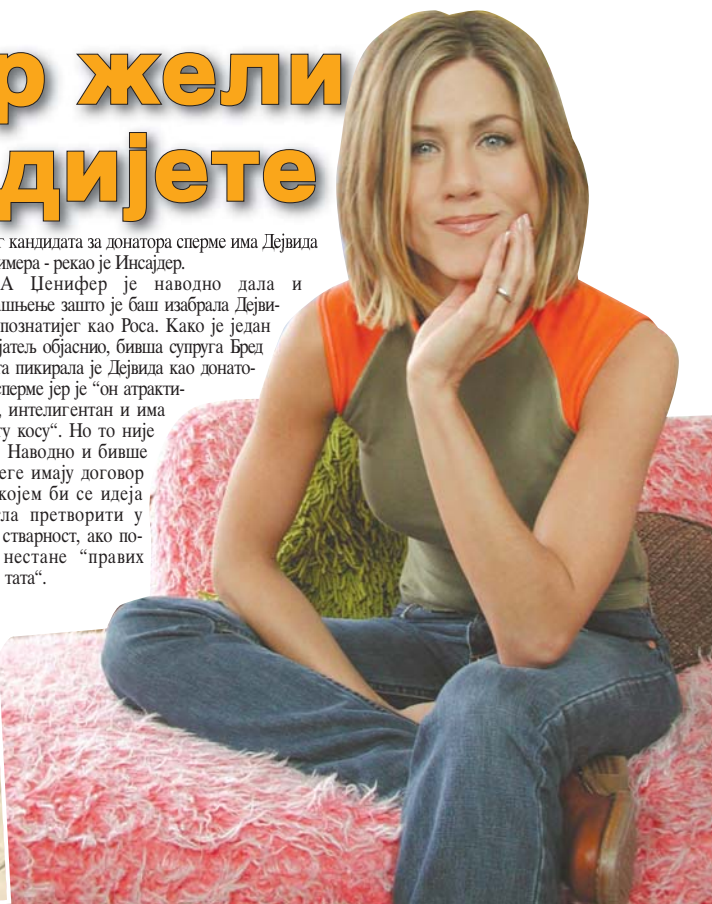 р жели
дијете
г кандидата за донатора сперме има Дејвида
имера - рекао је Инсајдер.
А Џенифер је наводно дала и
ашњење зашто је баш изабрала Дејви-
познатијег као Роса. Како је један
јатељ објаснио, бивша супруга Бред
та пикирала је Дејвида као донато-
сперме јер је “он атракти-
, интелигентан и има
ту косу“. Но то није
Наводно и бивше
еге имају договор
којем би се идеја
ла претворити у
стварност, ако по-
нестане “правих
тата“.